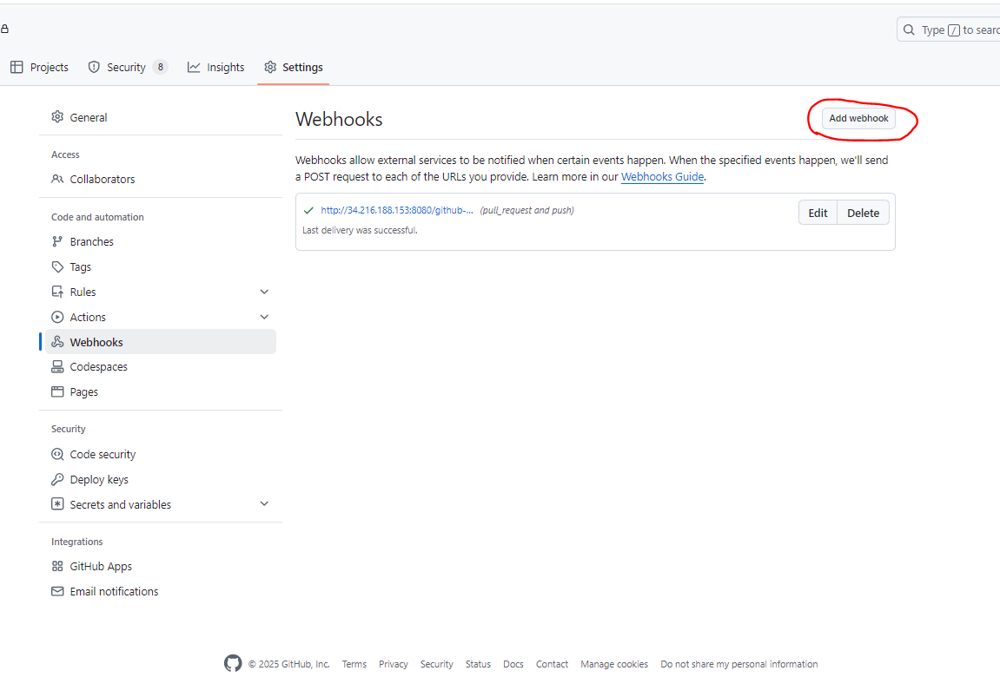 Type / to searc
Projects
Security 8
Insights
Settings
General
Access
Collaborators
Code and automation
Branches
Tags
Rules
Actions
Webhooks
Codespaces
Pages
Security
Code security
Deploy keys
Secrets and variables
Integrations
GitHub Apps
Email notifications
Webhooks
Add webhook
Webhooks allow external services to be notified when certain events happen. When the specified events happen, we'll send
a POST request to each of the URLs you provide. Learn more in our Webhooks Guide.
http://34.216.188.153:8080/github-... (pull_request and push)
Edit
Delete
Last delivery was successful.
© 2025 GitHub, Inc. Terms Privacy Security Status Docs Contact Manage cookies Do not share my personal information